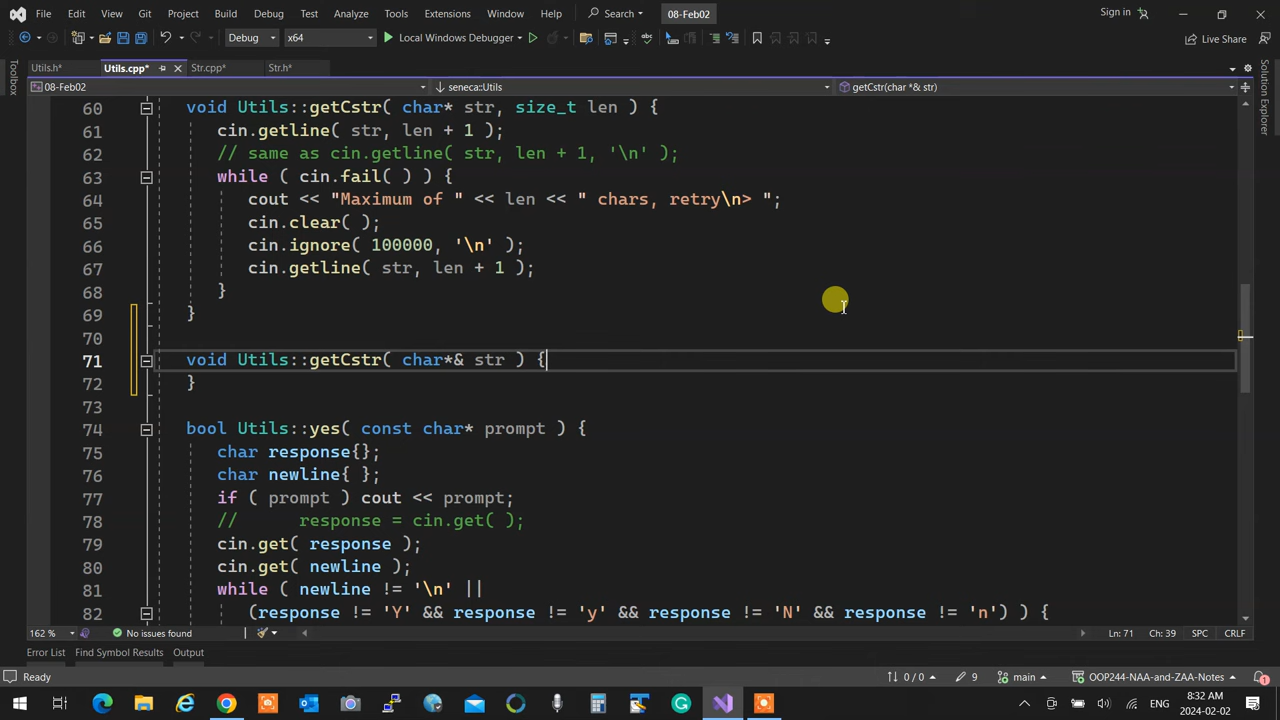 File Edit View Git Project Build Debug Test Analyze Tools Extensions Window Help Search 08-Feb02 Sign in
Debug x64 Local Windows Debugger Live Share
Toolbox
Utils.h* Utils.cpp* Str.cpp* Str.h*
Solution Explorer
08-Feb02 seneca::Utils getCstr(char *& str)
60 void Utils::getCstr( char* str, size_t len ) {
61 cin.getline( str, len + 1 );
62 // same as cin.getline( str, len + 1, '\n' );
63 while ( cin.fail( ) ) {
64 cout << "Maximum of " << len << " chars, retry\n> ";
65 cin.clear( );
66 cin.ignore( 100000, '\n' );
67 cin.getline( str, len + 1 );
68 }
69 }
70
71 void Utils::getCstr( char*& str ) {
72 }
73
74 bool Utils::yes( const char* prompt ) {
75 char response{};
76 char newline{ };
77 if ( prompt ) cout << prompt;
78 // response = cin.get( );
79 cin.get( response );
80 cin.get( newline );
81 while ( newline != '\n' ||
82 (response != 'Y' && response != 'y' && response != 'N' && response != 'n') ) {
162 % No issues found Ln: 71 Ch: 39 SPC CRLF
Error List Find Symbol Results Output
Ready 0 / 0 9 main OOP244-NAA-and-ZAA-Notes 1
ENG 8:32 AM
2024-02-02